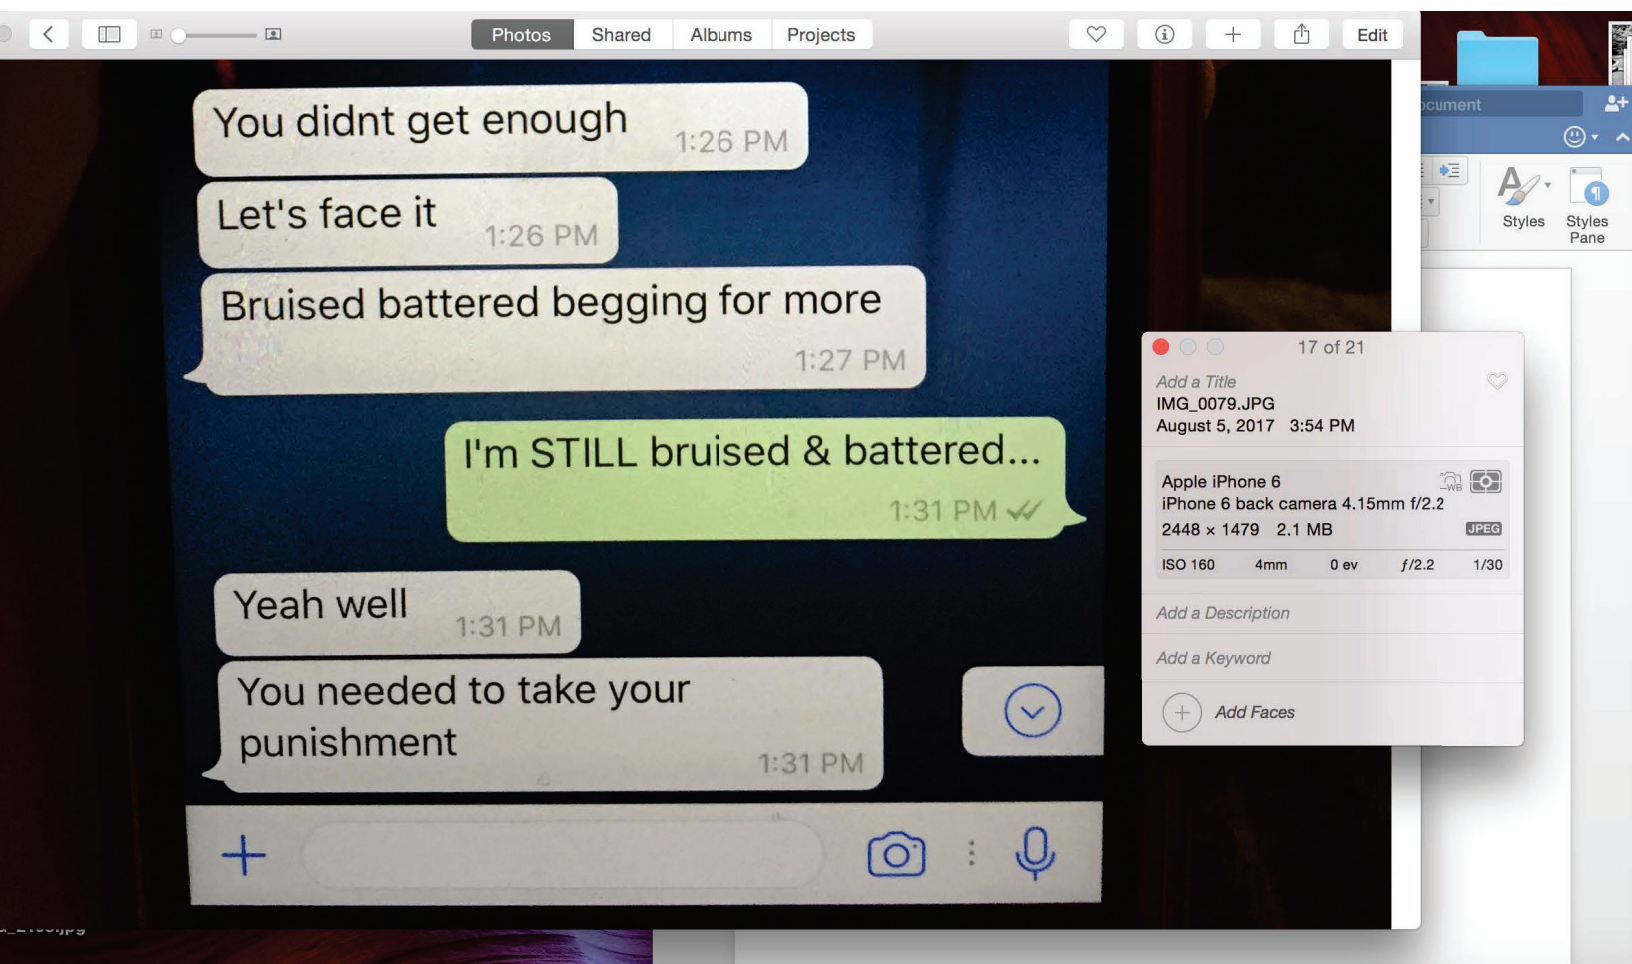 Photos Shared Albums Projects
Edit
You didnt get enough
1:26 PM
Let's face it
1:26 PM
Bruised battered begging for more
1:27 PM
I'm STILL bruised & battered...
1:31 PM
Yeah well
1:31 PM
You needed to take your
punishment
1:31 PM
17 of 21
Add a Title
IMG_0079.JPG
August 5, 2017 3:54 PM
Apple iPhone 6
WB
iPhone 6 back camera 4.15mm f/2.2
2448 × 1479 2.1 MB
JPEG
ISO 160 4mm 0 ev ƒ/2.2 1/30
Add a Description
Add a Keyword
Add Faces
Styles
Styles
Pane